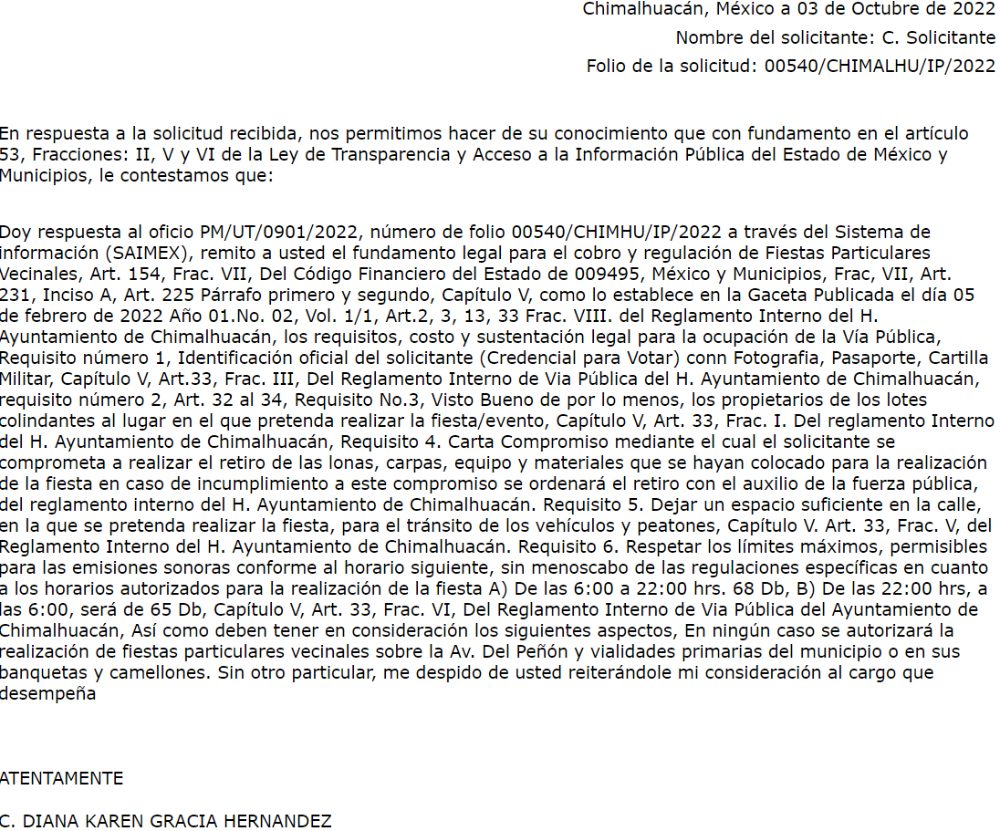 Chimalhuacán, México a 03 de Octubre de 2022
Nombre del solicitante: C. Solicitante
Folio de la solicitud: 00540/CHIMALHU/IP/2022
En respuesta a la solicitud recibida, nos permitimos hacer de su conocimiento que con fundamento en el artículo
53, Fracciones: II, V y VI de la Ley de Transparencia y Acceso a la Información Pública del Estado de México y
Municipios, le contestamos que:
Doy respuesta al oficio PM/UT/0901/2022, número de folio 00540/CHIMHU/IP/2022 a través del Sistema de
información (SAIMEX), remito a usted el fundamento legal para el cobro y regulación de Fiestas Particulares
Vecinales, Art. 154, Frac. VII, Del Código Financiero del Estado de 009495, México y Municipios, Frac, VII, Art.
231, Inciso A, Art. 225 Párrafo primero y segundo, Capítulo V, como lo establece en la Gaceta Publicada el día 05
de febrero de 2022 Año 01.No. 02, Vol. 1/1, Art.2, 3, 13, 33 Frac. VIII. del Reglamento Interno del H.
Ayuntamiento de Chimalhuacán, los requisitos, costo y sustentación legal para la ocupación de la Vía Pública,
Requisito número 1, Identificación oficial del solicitante (Credencial para Votar) conn Fotografia, Pasaporte, Cartilla
Militar, Capítulo V, Art.33, Frac. III, Del Reglamento Interno de Via Pública del H. Ayuntamiento de Chimalhuacán,
requisito número 2, Art. 32 al 34, Requisito No.3, Visto Bueno de por lo menos, los propietarios de los lotes
colindantes al lugar en el que pretenda realizar la fiesta/evento, Capítulo V, Art. 33, Frac. I. Del reglamento Interno
del H. Ayuntamiento de Chimalhuacán, Requisito 4. Carta Compromiso mediante el cual el solicitante se
comprometa a realizar el retiro de las lonas, carpas, equipo y materiales que se hayan colocado para la realización
de la fiesta en caso de incumplimiento a este compromiso se ordenará el retiro con el auxilio de la fuerza pública,
del reglamento interno del H. Ayuntamiento de Chimalhuacán. Requisito 5. Dejar un espacio suficiente en la calle,
en la que se pretenda realizar la fiesta, para el tránsito de los vehículos y peatones, Capítulo V. Art. 33, Frac. V, del
Reglamento Interno del H. Ayuntamiento de Chimalhuacán. Requisito 6. Respetar los límites máximos, permisibles
para las emisiones sonoras conforme al horario siguiente, sin menoscabo de las regulaciones específicas en cuanto
a los horarios autorizados para la realización de la fiesta A) De las 6:00 a 22:00 hrs. 68 Db, B) De las 22:00 hrs, a
las 6:00, será de 65 Db, Capítulo V, Art. 33, Frac. VI, Del Reglamento Interno de Via Pública del Ayuntamiento de
Chimalhuacán, Así como deben tener en consideración los siguientes aspectos, En ningún caso se autorizará la
realización de fiestas particulares vecinales sobre la Av. Del Peñón y vialidades primarias del municipio o en sus
banquetas y camellones. Sin otro particular, me despido de usted reiterándole mi consideración al cargo que
desempeña
ATENTAMENTE
C. DIANA KAREN GRACIA HERNANDEZ